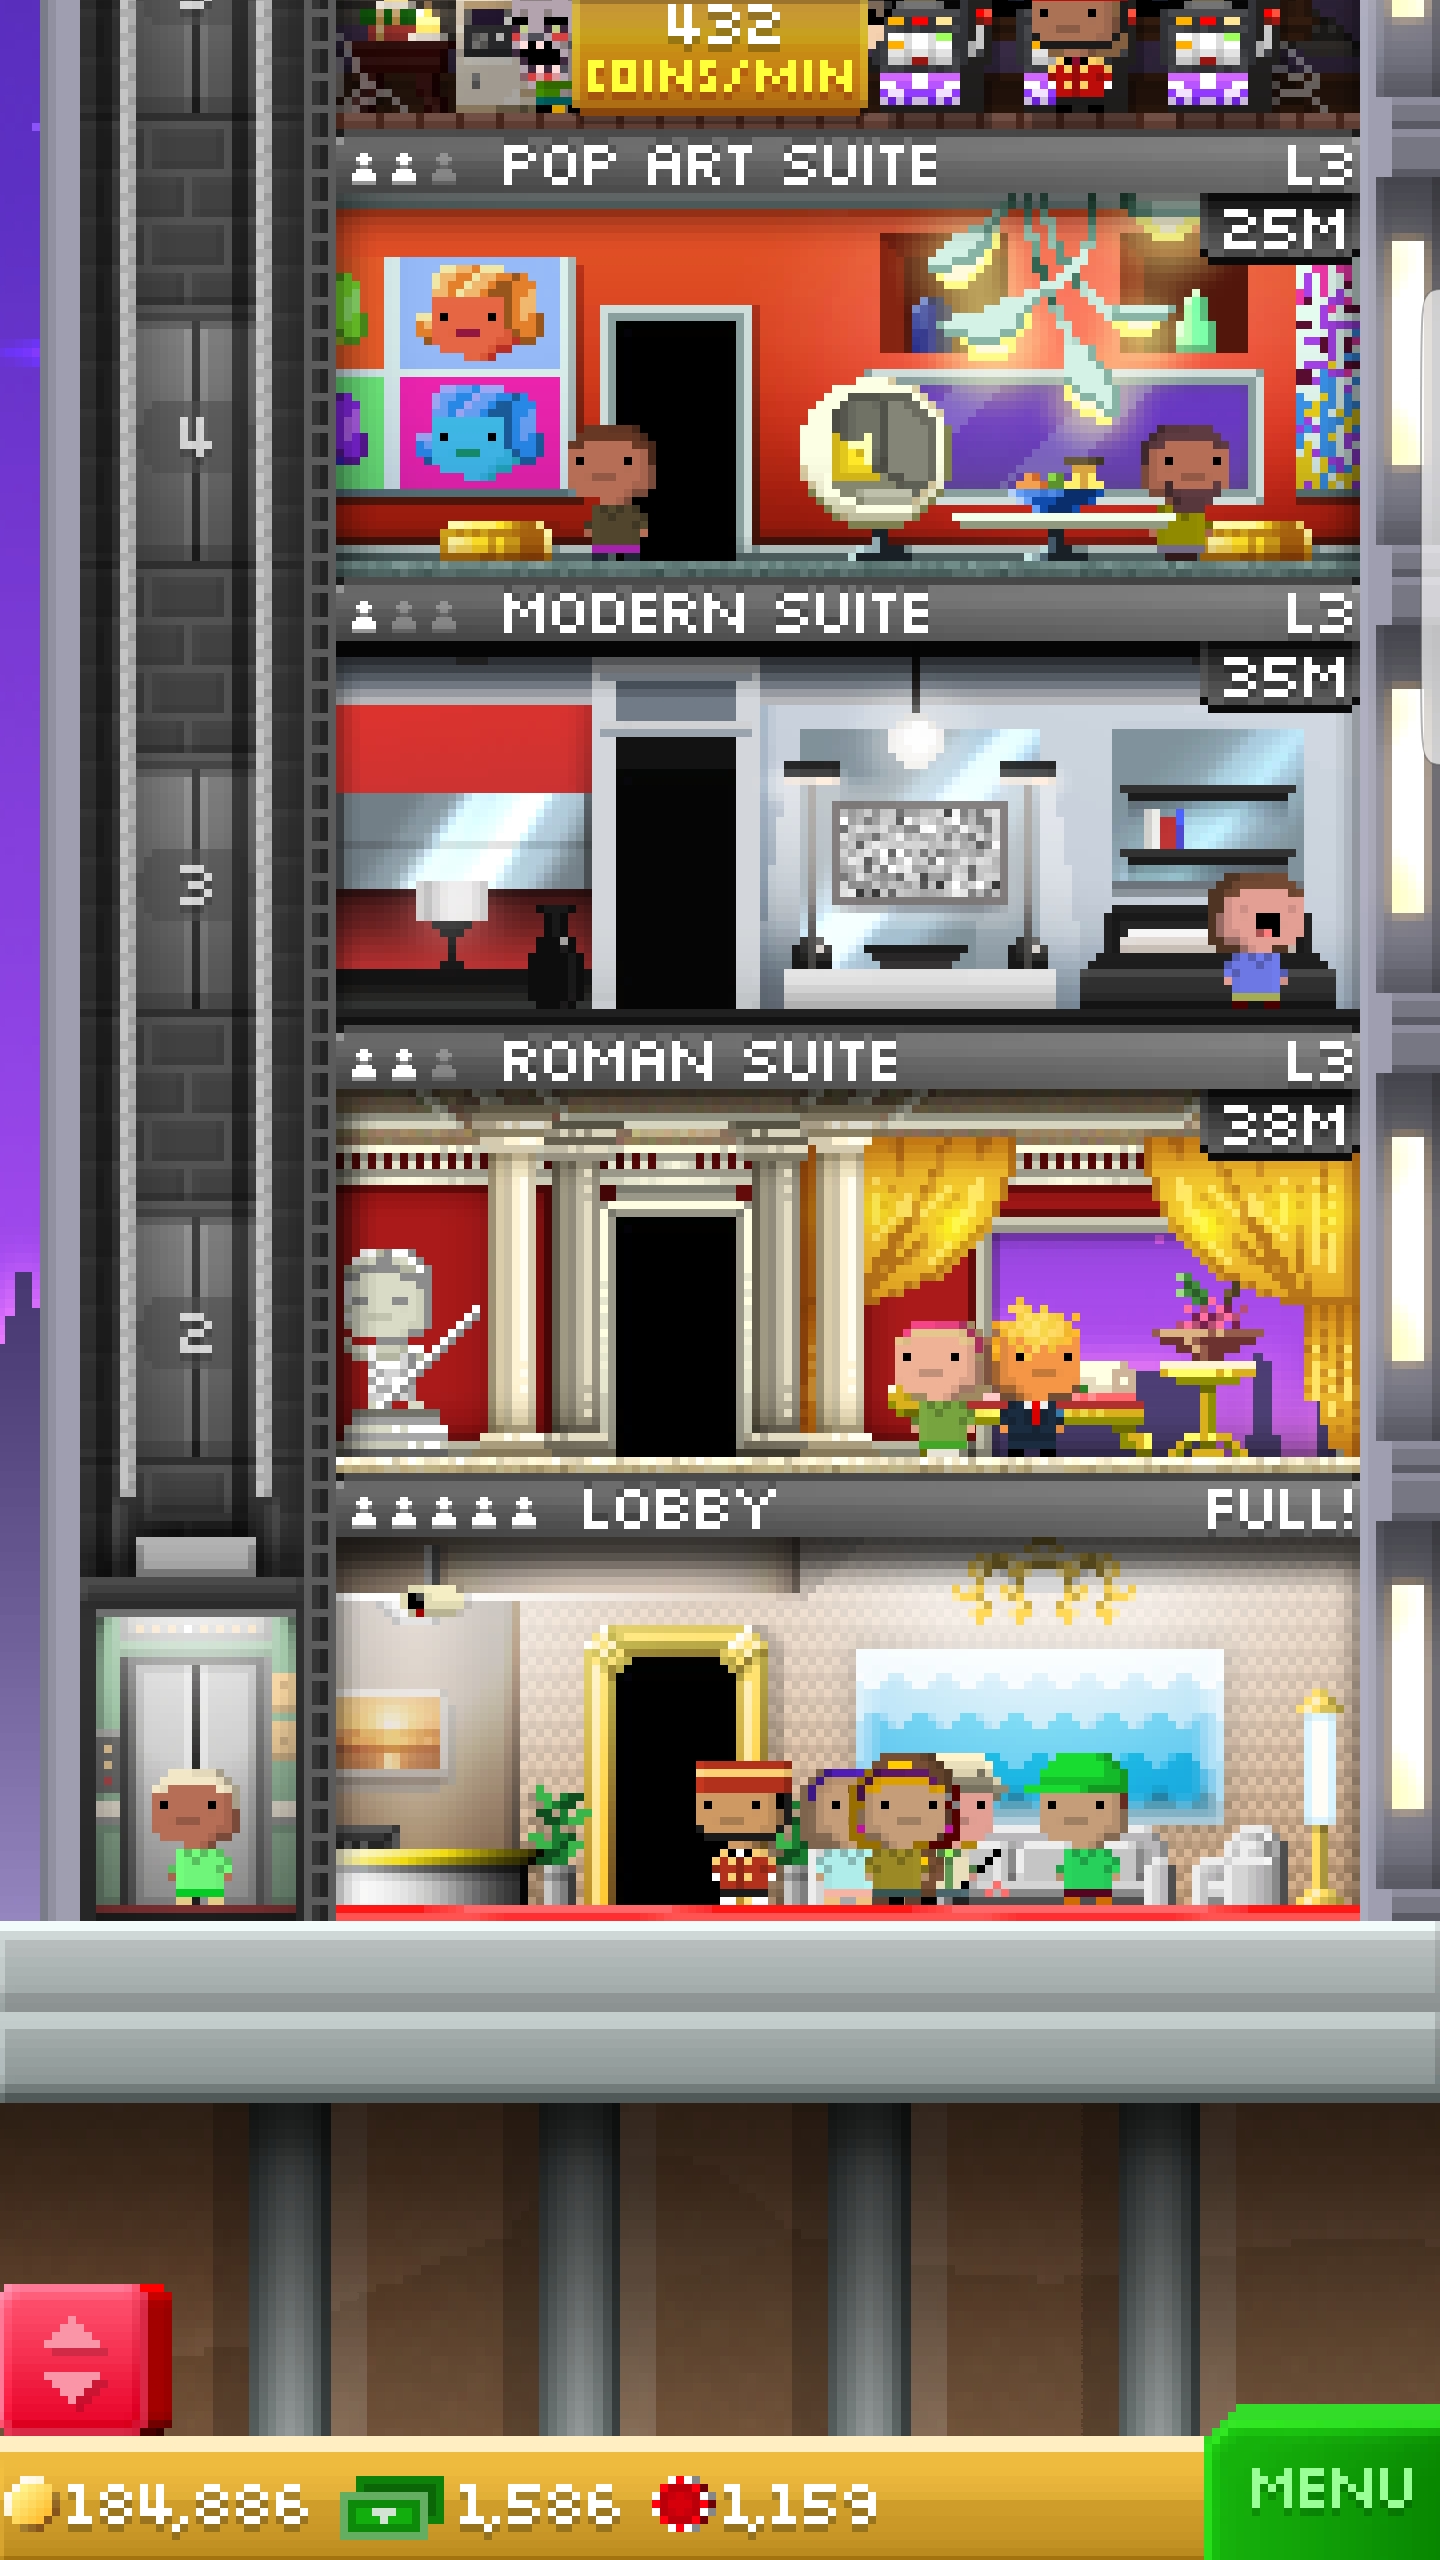 432
COINS/MIN
POP ART SUITE L3
25M
4
MODERN SUITE L3
35M
3
ROMAN SUITE L3
38M
2
LOBBY FULL!
184,886 1,586 1,159
MENU